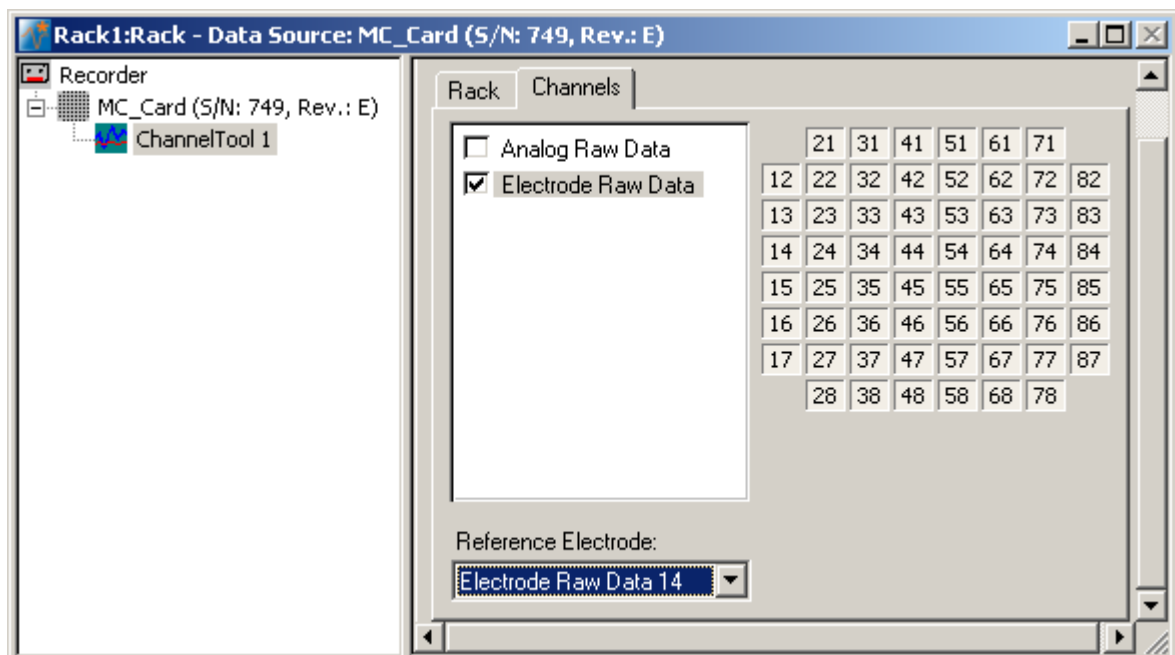 Rack1:Rack - Data Source: MC_Card (S/N: 749, Rev.: E)
Recorder
MC_Card (S/N: 749, Rev.: E)
ChannelTool 1
Rack Channels
Analog Raw Data
Electrode Raw Data
21 31 41 51 61 71
12 22 32 42 52 62 72 82
13 23 33 43 53 63 73 83
14 24 34 44 54 64 74 84
15 25 35 45 55 65 75 85
16 26 36 46 56 66 76 86
17 27 37 47 57 67 77 87
28 38 48 58 68 78
Reference Electrode:
Electrode Raw Data 14